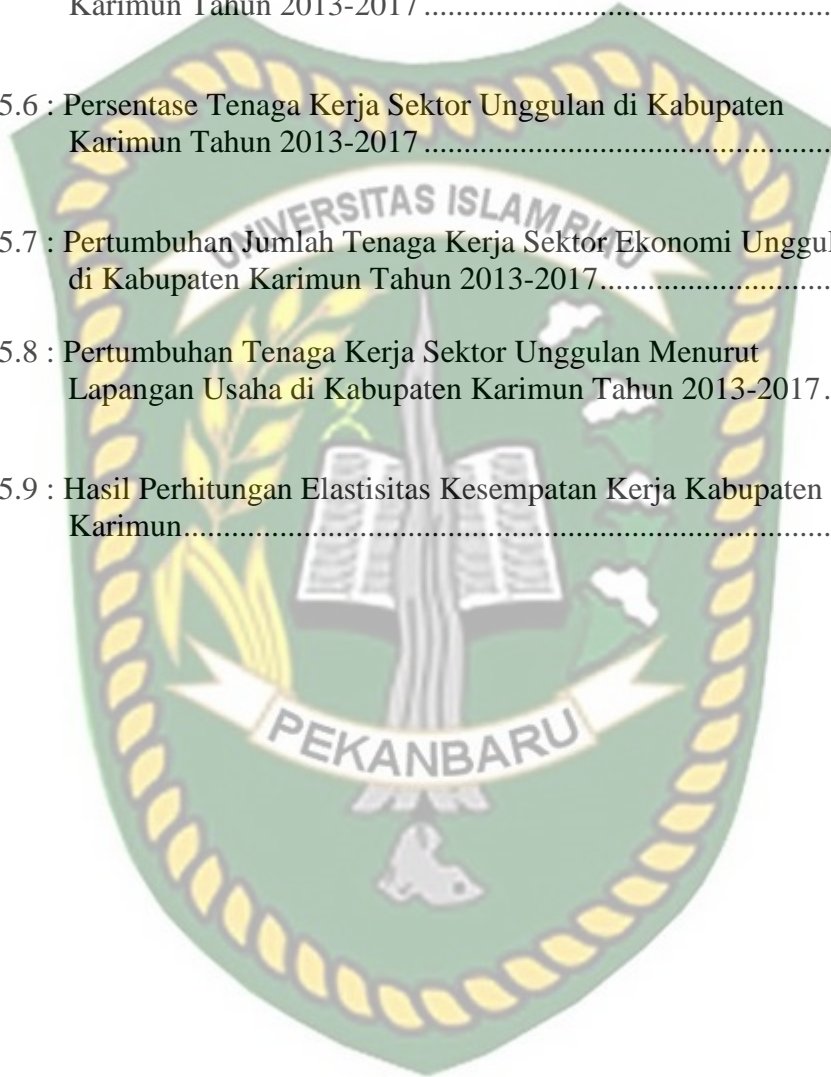 Karimun Tahun 2013-2017 ....................................................
5.6 : Persentase Tenaga Kerja Sektor Unggulan di Kabupaten
Karimun Tahun 2013-2017 ....................................................
UNIVERSITAS ISLAM RIAU
5.7 : Pertumbuhan Jumlah Tenaga Kerja Sektor Ekonomi Unggul
di Kabupaten Karimun Tahun 2013-2017..............................
5.8 : Pertumbuhan Tenaga Kerja Sektor Unggulan Menurut
Lapangan Usaha di Kabupaten Karimun Tahun 2013-2017 .
5.9 : Hasil Perhitungan Elastisitas Kesempatan Kerja Kabupaten
Karimun..................................................................................
PEKANBARU